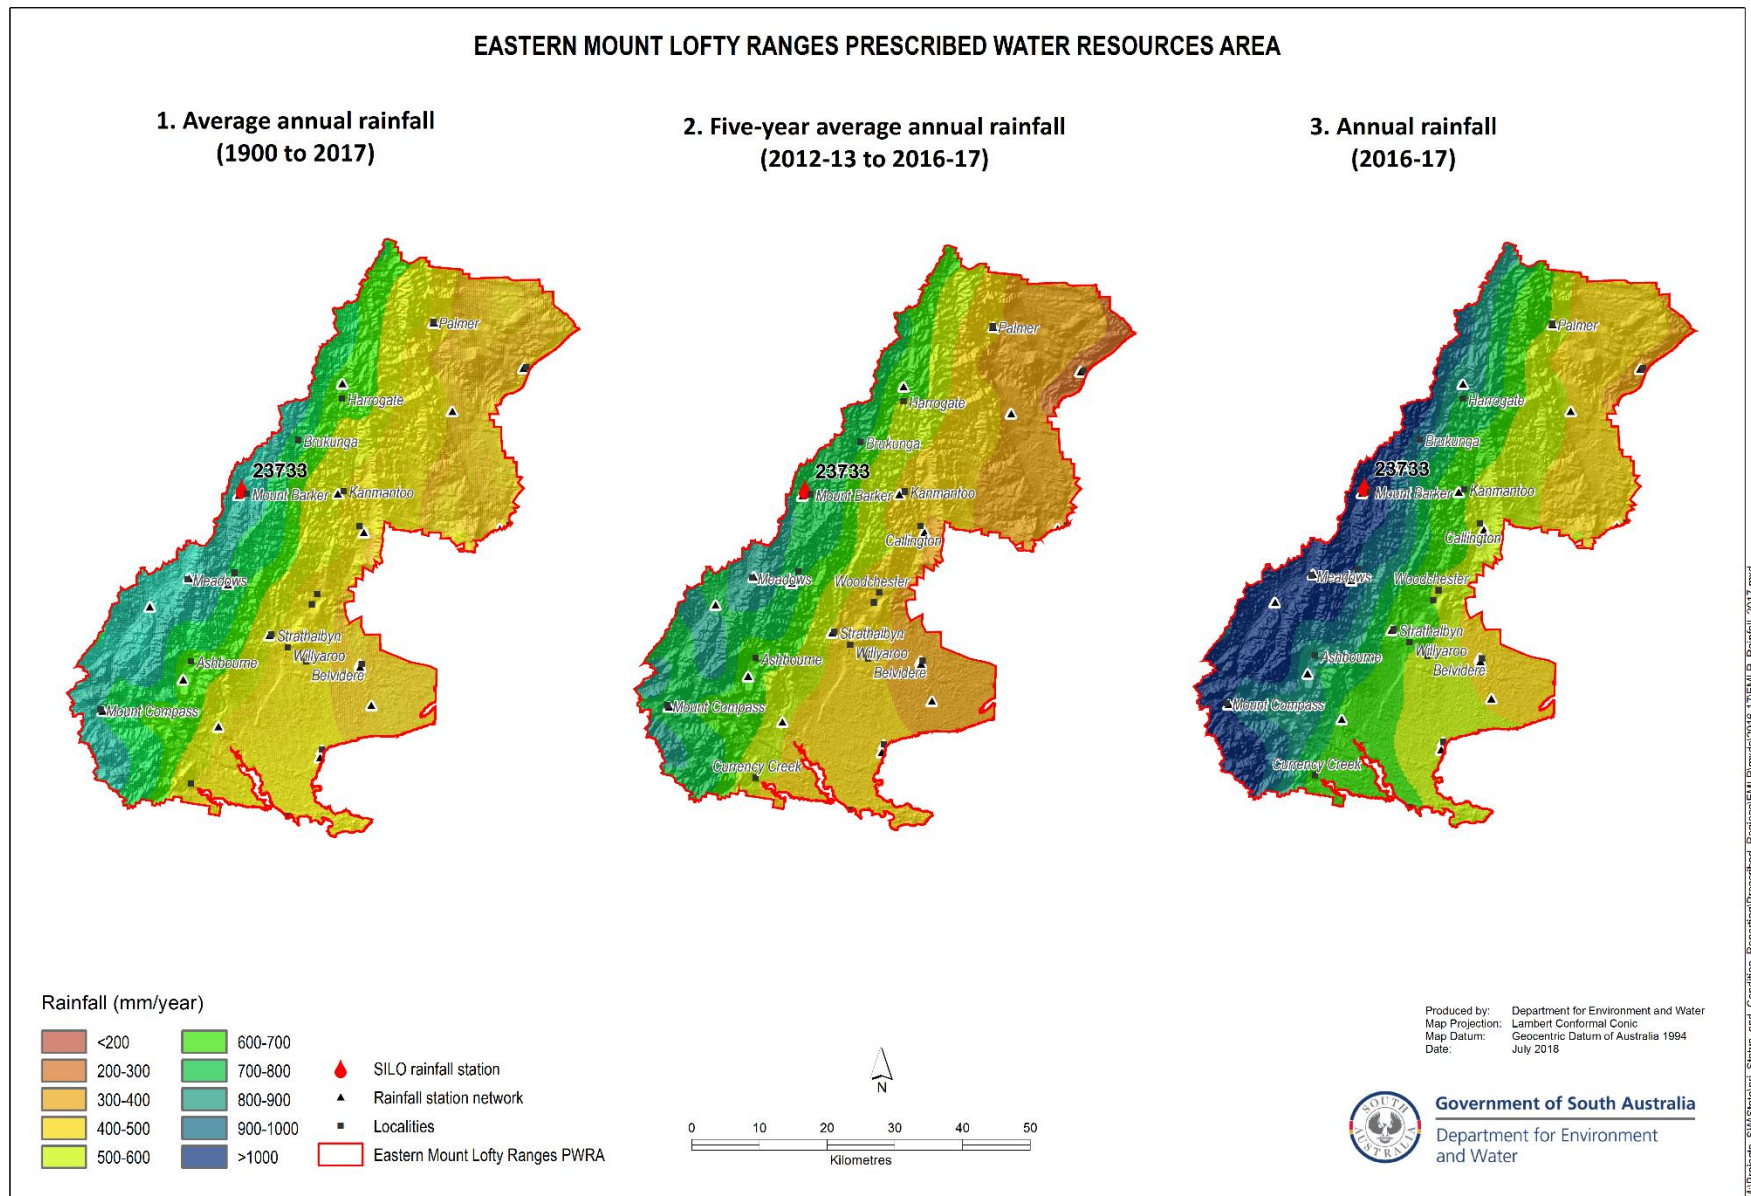 EASTERN MOUNT LOFTY RANGES PRESCRIBED WATER RESOURCES AREA
1. Average annual rainfall
(1900 to 2017)
2. Five-year average annual rainfall
(2012-13 to 2016-17)
3. Annual rainfall
(2016-17)
Palmer
Harrogate
Brukunga
23733
Mount Barker
Kanmantoo
Meadows
Strathalbyn
Willyaroo
Ashbourne
Belvidere
Mount Compass
Palmer
Harrogate
Brukunga
23733
Mount Barker
Kanmantoo
Callington
Meadows
Woodchester
Strathalbyn
Willyaroo
Ashbourne
Belvidere
Mount Compass
Currency Creek
Palmer
Harrogate
Brukunga
23733
Mount Barker
Kanmantoo
Callington
Meadows
Woodchester
Strathalbyn
Willyaroo
Ashbourne
Belvidere
Mount Compass
Currency Creek
Rainfall (mm/year)
<200
200-300
300-400
400-500
500-600
600-700
700-800
800-900
900-1000
>1000
SILO rainfall station
Rainfall station network
Localities
Eastern Mount Lofty Ranges PWRA
N
0 10 20 30 40 50
Kilometres
Produced by: Department for Environment and Water
Map Projection: Lambert Conformal Conic
Map Datum: Geocentric Datum of Australia 1994
Date: July 2018
SOUTH AUSTRALIA
Government of South Australia
Department for Environment
and Water